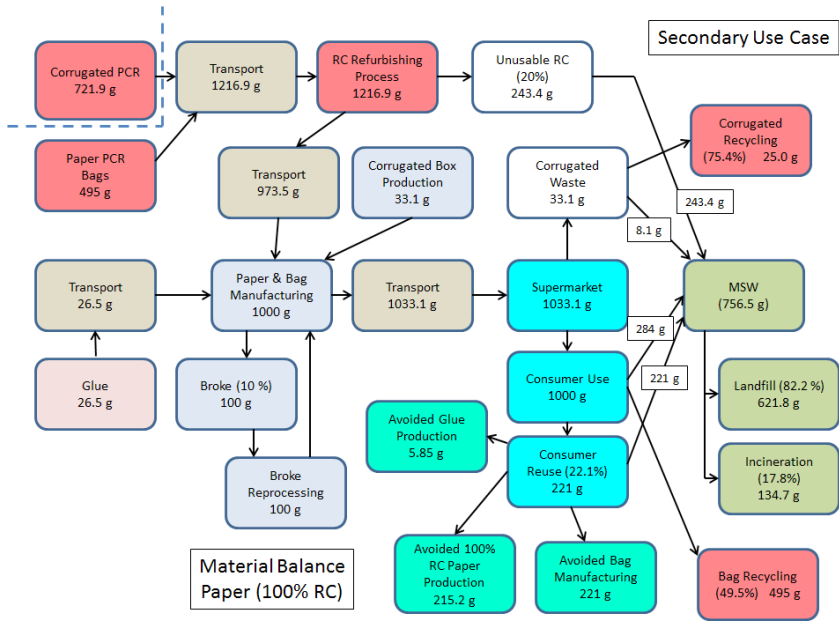 Secondary Use Case
Corrugated PCR
721.9 g
Transport
1216.9 g
RC Refurbishing
Process
1216.9 g
Unusable RC
(20%)
243.4 g
Paper PCR
Bags
495 g
Transport
973.5 g
Corrugated Box
Production
33.1 g
Corrugated
Waste
33.1 g
Corrugated
Recycling
(75.4%) 25.0 g
243.4 g
8.1 g
Transport
26.5 g
Paper & Bag
Manufacturing
1000 g
Transport
1033.1 g
Supermarket
1033.1 g
MSW
(756.5 g)
284 g
221 g
Glue
26.5 g
Broke (10 %)
100 g
Consumer Use
1000 g
Landfill (82.2 %)
621.8 g
Avoided Glue
Production
5.85 g
Consumer
Reuse (22.1%)
221 g
Incineration
(17.8%)
134.7 g
Broke
Reprocessing
100 g
Material Balance
Paper (100% RC)
Avoided 100%
RC Paper
Production
215.2 g
Avoided Bag
Manufacturing
221 g
Bag Recycling
(49.5%) 495 g